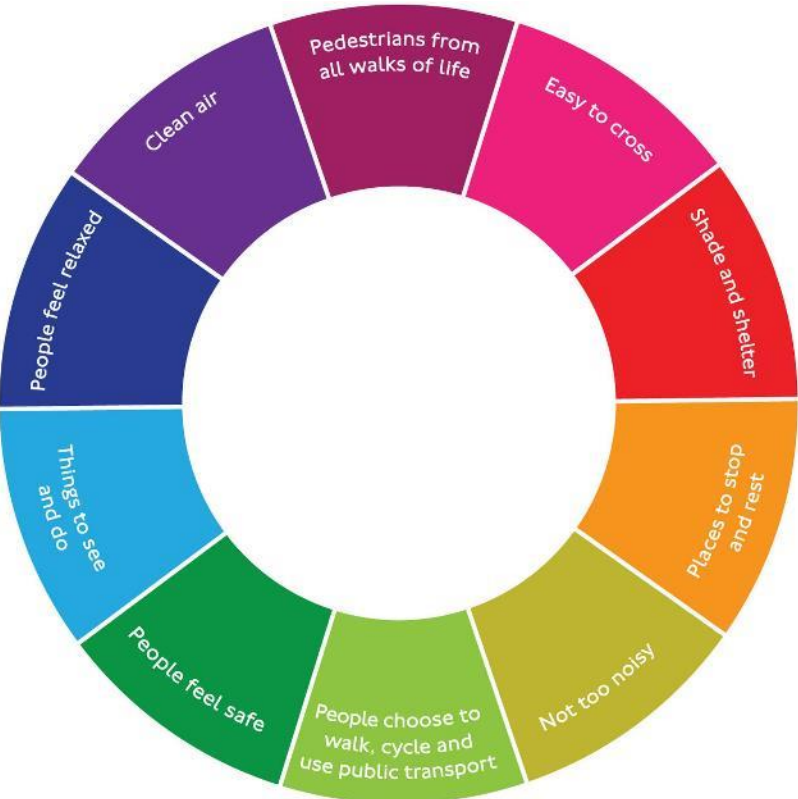 Pedestrians from
all walks of life
Easy to cross
Shade and shelter
Places to stop
and rest
Not too noisy
People choose to
walk, cycle and
use public transport
People feel safe
Things to see
and do
People feel relaxed
Clean air